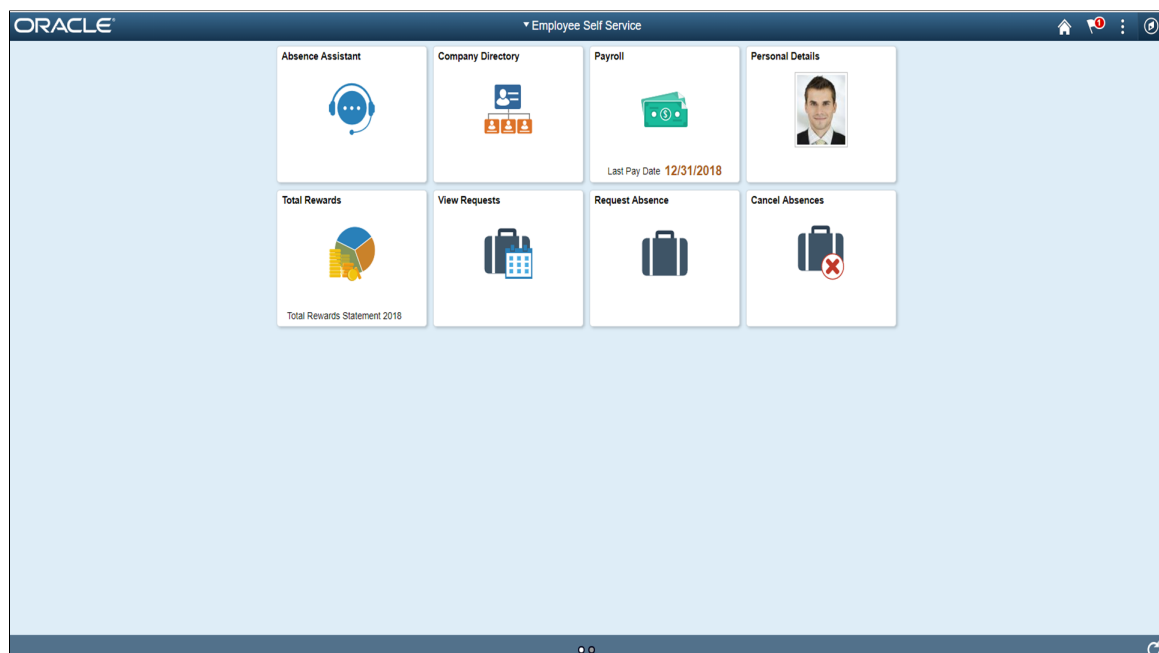 ORACLE
Employee Self Service
1
Absence Assistant
Company Directory
Payroll
Personal Details
Last Pay Date 12/31/2018
Total Rewards
View Requests
Request Absence
Cancel Absences
Total Rewards Statement 2018